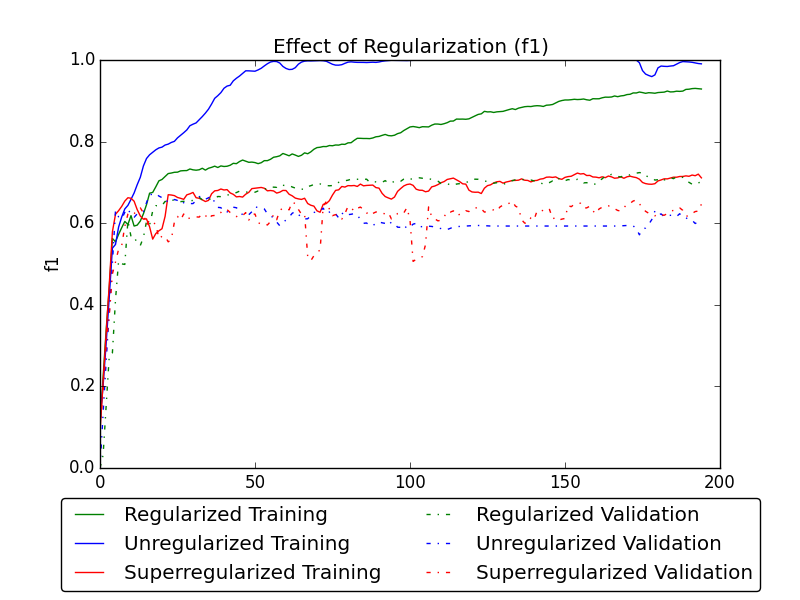 Effect of Regularization (f1)
1.0
0.8
0.6
0.4
0.2
0.0
f1
0 50 100 150 200
Regularized Training Regularized Validation
Unregularized Training Unregularized Validation
Superregularized Training Superregularized Validation